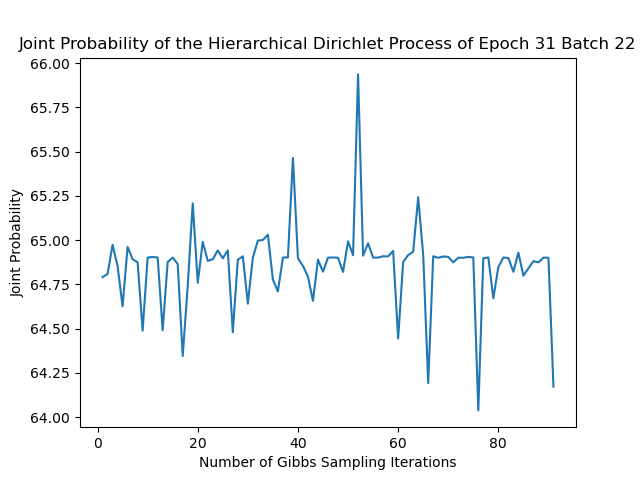 Joint Probability of the Hierarchical Dirichlet Process of Epoch 31 Batch 22
66.00
65.75
65.50
65.25
65.00
64.75
64.50
64.25
64.00
Joint Probability
0 20 40 60 80
Number of Gibbs Sampling Iterations